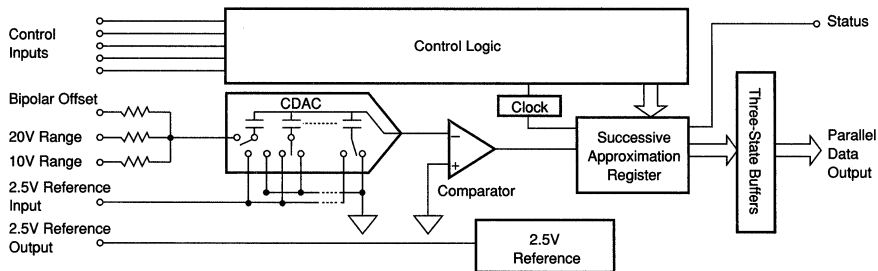 Control
Inputs
Control Logic
Status
Bipolar Offset
20V Range
10V Range
2.5V Reference
Input
2.5V Reference
Output
CDAC
−
+
Comparator
Clock
Successive
Approximation
Register
Three-State Buffers
Parallel
Data
Output
2.5V
Reference